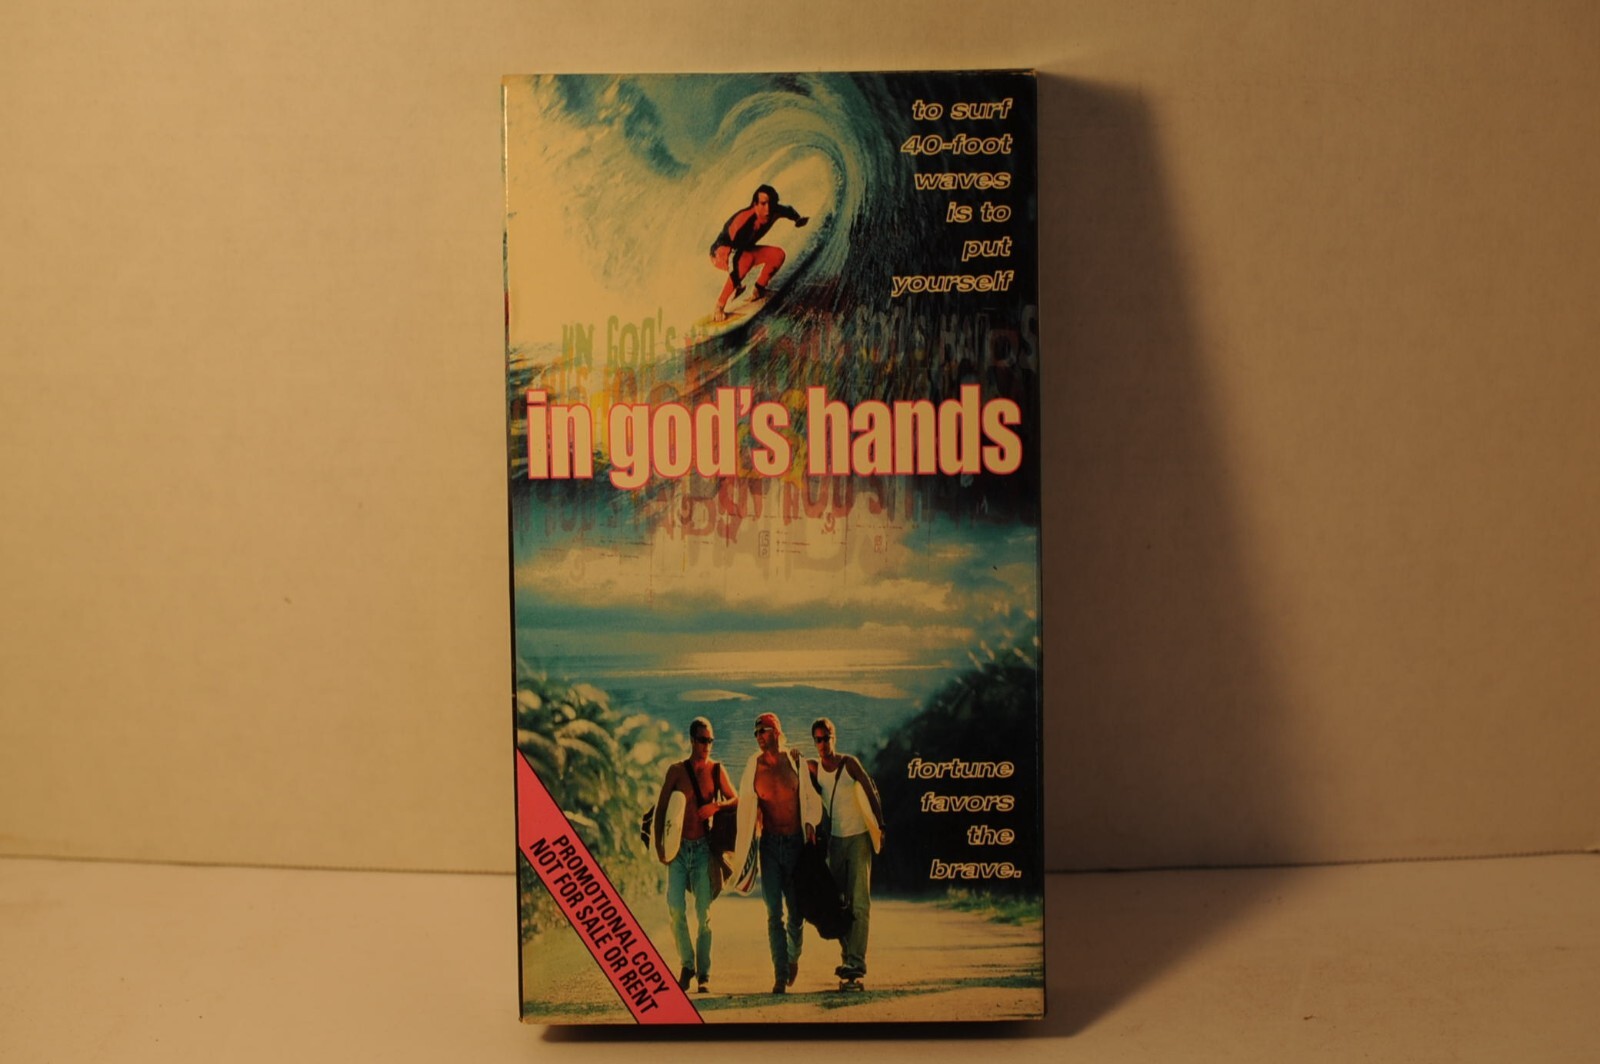 to surf
40-foot
waves
is to
put
yourself
in god's hands
fortune
favors
the
brave.
PROMOTIONAL COPY
NOT FOR SALE OR RENT